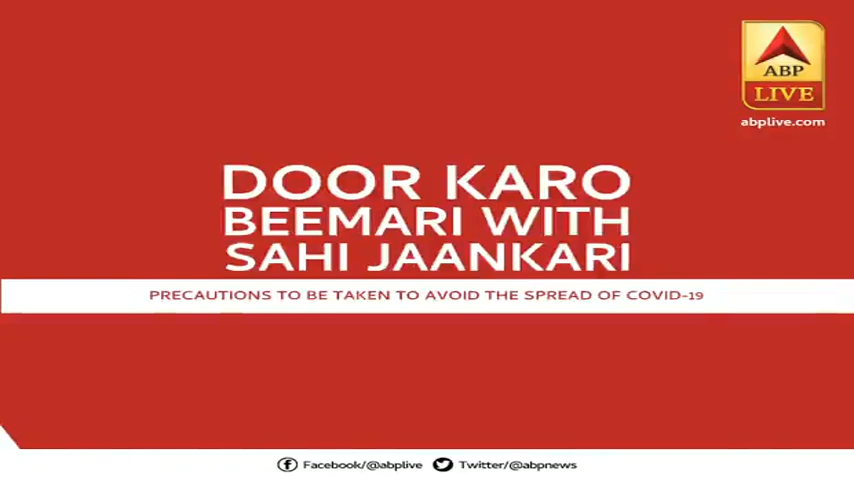 ABP
LIVE
abplive.com
DOOR KARO
BEEMARI WITH
SAHI JAANKARI
PRECAUTIONS TO BE TAKEN TO AVOID THE SPREAD OF COVID-19
Facebook/@abplive Twitter/@abpnews